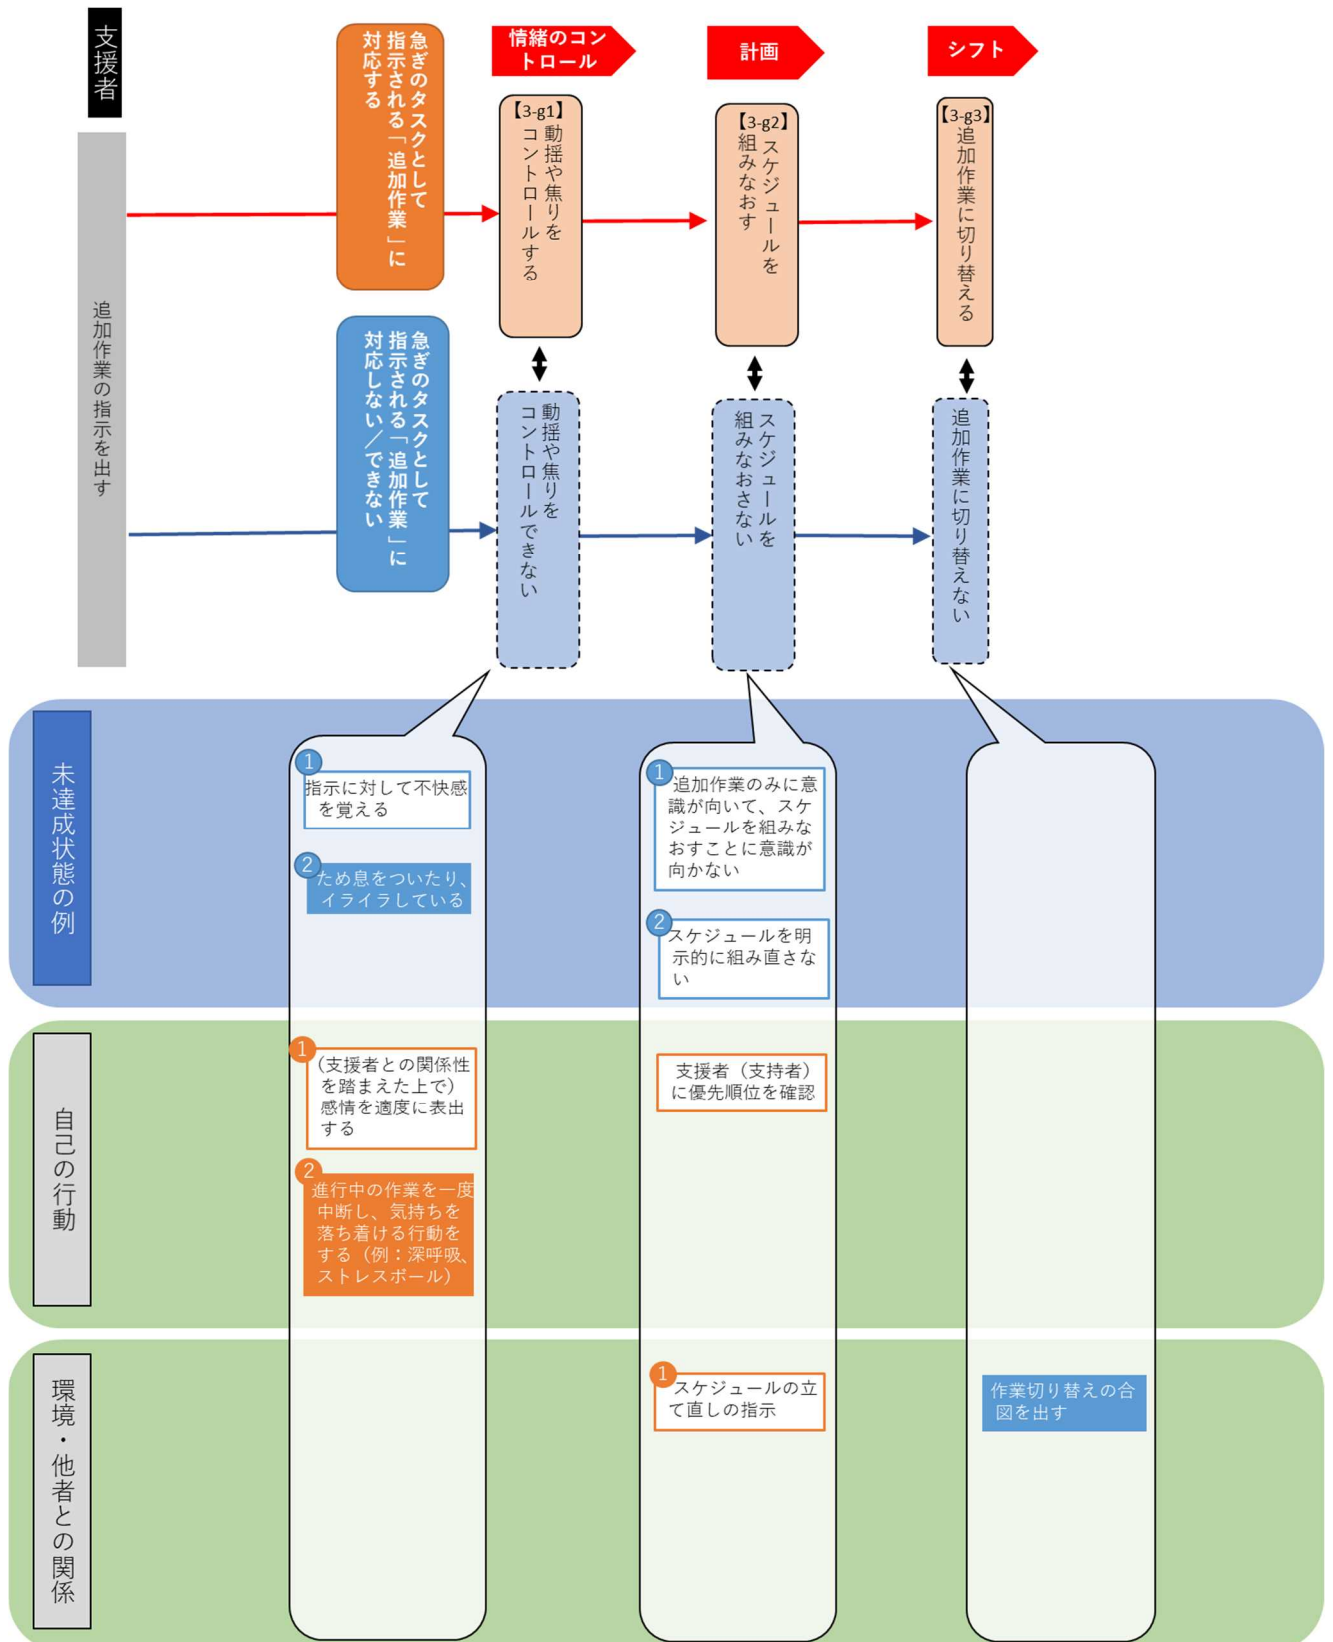 支援者
追加作業の指示を出す
急ぎのタスクとして
指示される「追加作業」に
対応する
急ぎのタスクとして
指示される「追加作業」に
対応しない／できない
情緒のコン
トロール
計画
シフト
【3-g1】
動揺や焦りを
コントロールする
【3-g2】
スケジュールを
組みなおす
【3-g3】
追加作業に切り替える
動揺や焦りを
コントロールできない
スケジュールを
組みなおさない
追加作業に切り替えない
未達成状態の例
1
指示に対して不快感
を覚える
2
ため息をついたり、
イライラしている
1
追加作業のみに意
識が向いて、スケ
ジュールを組みな
おすことに意識が
向かない
2
スケジュールを明
示的に組み直さな
い
自己の行動
1
（支援者との関係性
を踏まえた上で）
感情を適度に表出
する
2
進行中の作業を一度
中断し、気持ちを
落ち着ける行動を
する（例：深呼吸、
ストレスボール）
支援者（支持者）
に優先順位を確認
環境・他者との関係
1
スケジュールの立
て直しの指示
作業切り替えの合
図を出す